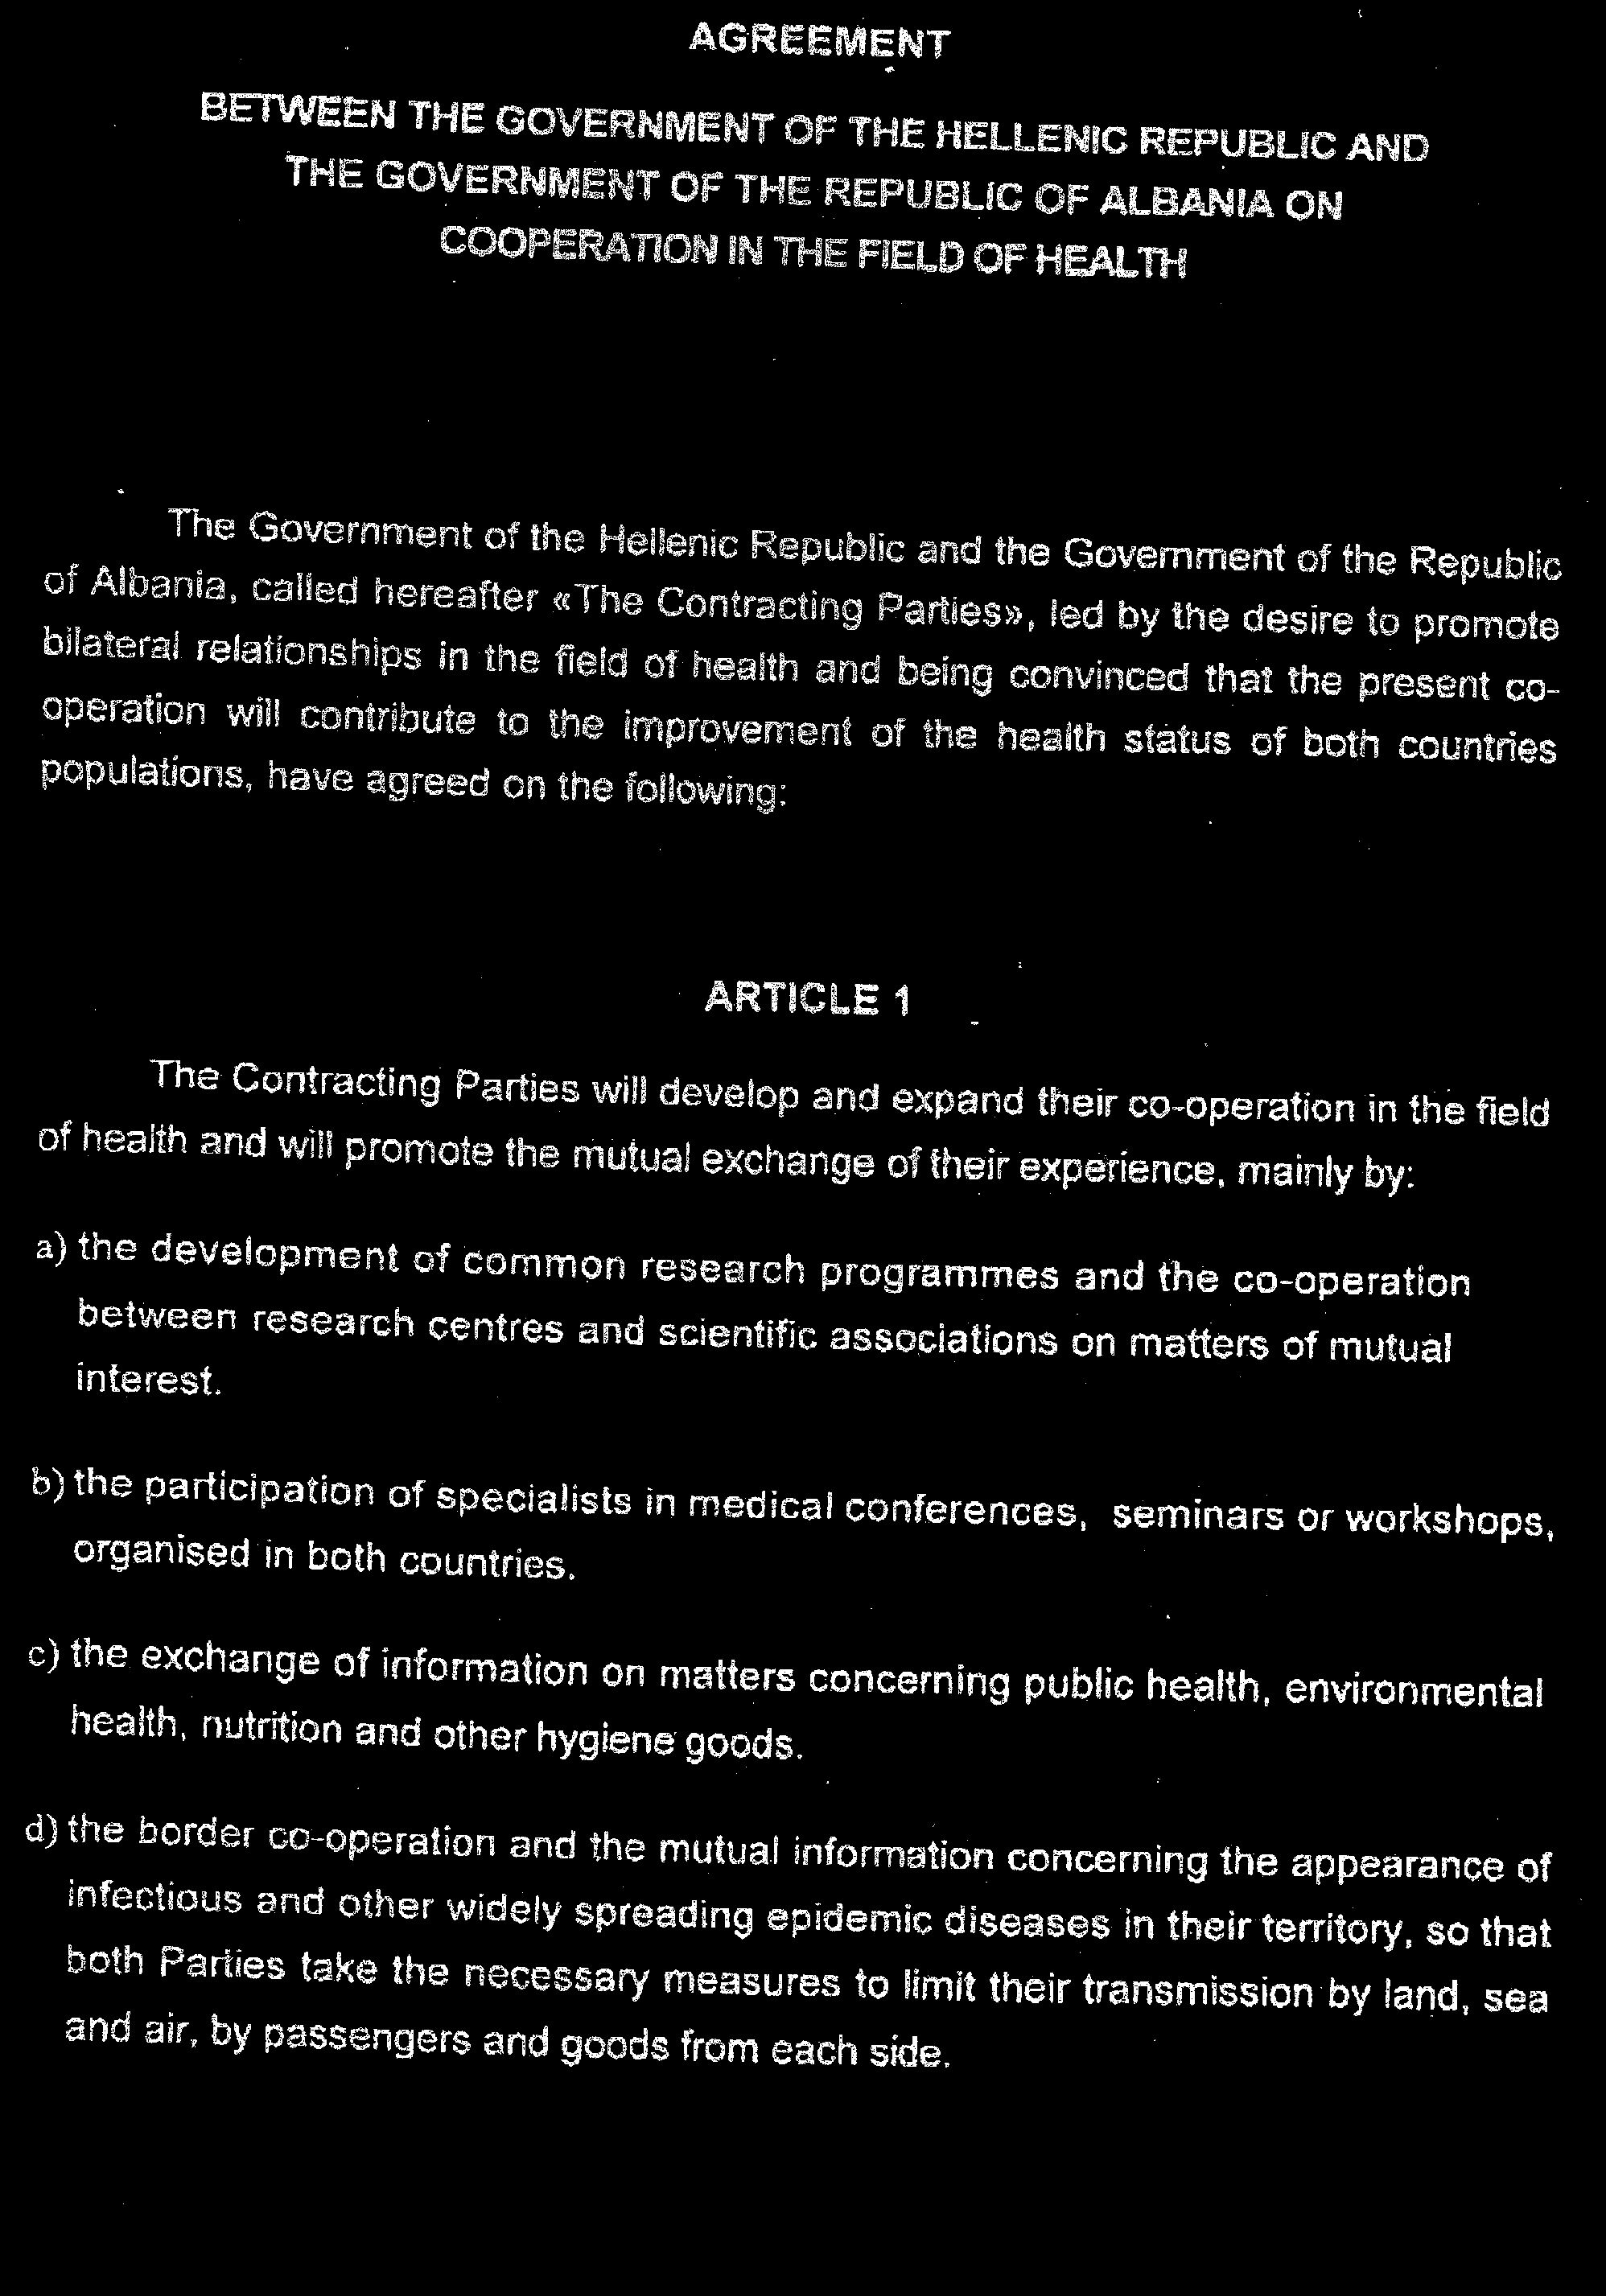 AGREEMENT
BETWEEN THE GOVERNMENT OF THE HELLENIC REPUBLIC AND
THE GOVERNMENT OF THE REPUBLIC OF ALBANIA ON
COOPERATION IN THE FIELD OF HEALTH
The Government of the Hellenic Republic and the Government of the Republic
of Albania, called hereafter «The Contracting Parties», led by the desire to promote
bilateral relationships in the field of health and being convinced that the present co-
operation will contribute to the improvement of the health status of both countries
populations, have agreed on the following:
ARTICLE 1
The Contracting Parties will develop and expand their co-operation in the field
of health and will promote the mutual exchange of their experience, mainly by:
a) the development of common research programmes and the co-operation
between research centres and scientific associations on matters of mutual
interest.
b) the participation of specialists in medical conferences, seminars or workshops,
organised in both countries.
c) the exchange of information on matters concerning public health, environmental
health, nutrition and other hygiene goods.
d) the border co-operation and the mutual information concerning the appearance of
infectious and other widely spreading epidemic diseases in their territory, so that
both Parties take the necessary measures to limit their transmission by land, sea
and air, by passengers and goods from each side.